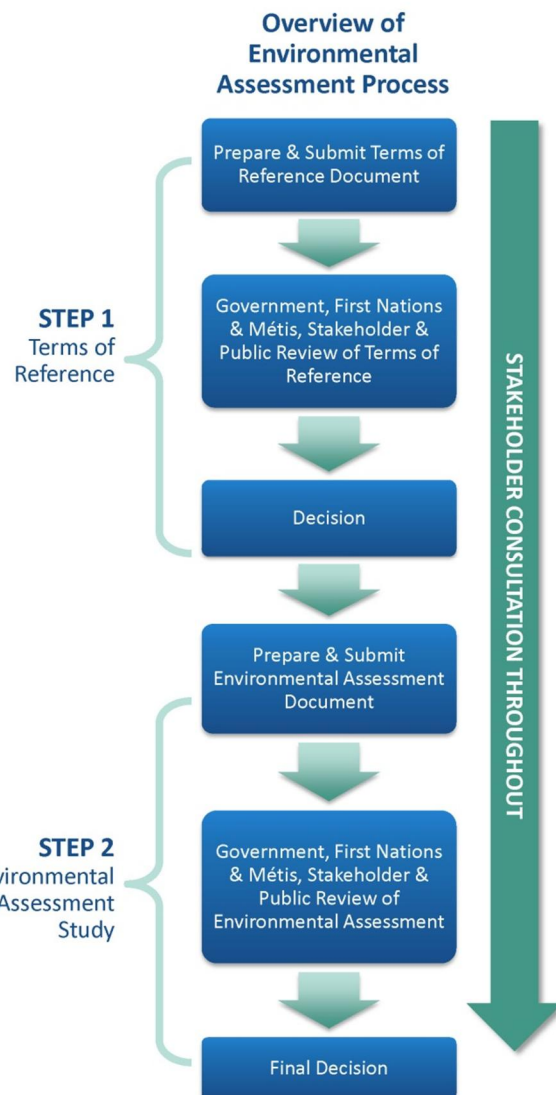 Overview of
Environmental
Assessment Process
Prepare & Submit Terms of
Reference Document
STEP 1
Terms of
Reference
Government, First Nations
& Métis, Stakeholder &
Public Review of Terms of
Reference
Decision
Prepare & Submit
Environmental Assessment
Document
STEP 2
vironmental
Assessment
Study
Government, First Nations
& Métis, Stakeholder &
Public Review of
Environmental Assessment
Final Decision
STAKEHOLDER CONSULTATION THROUGHOUT